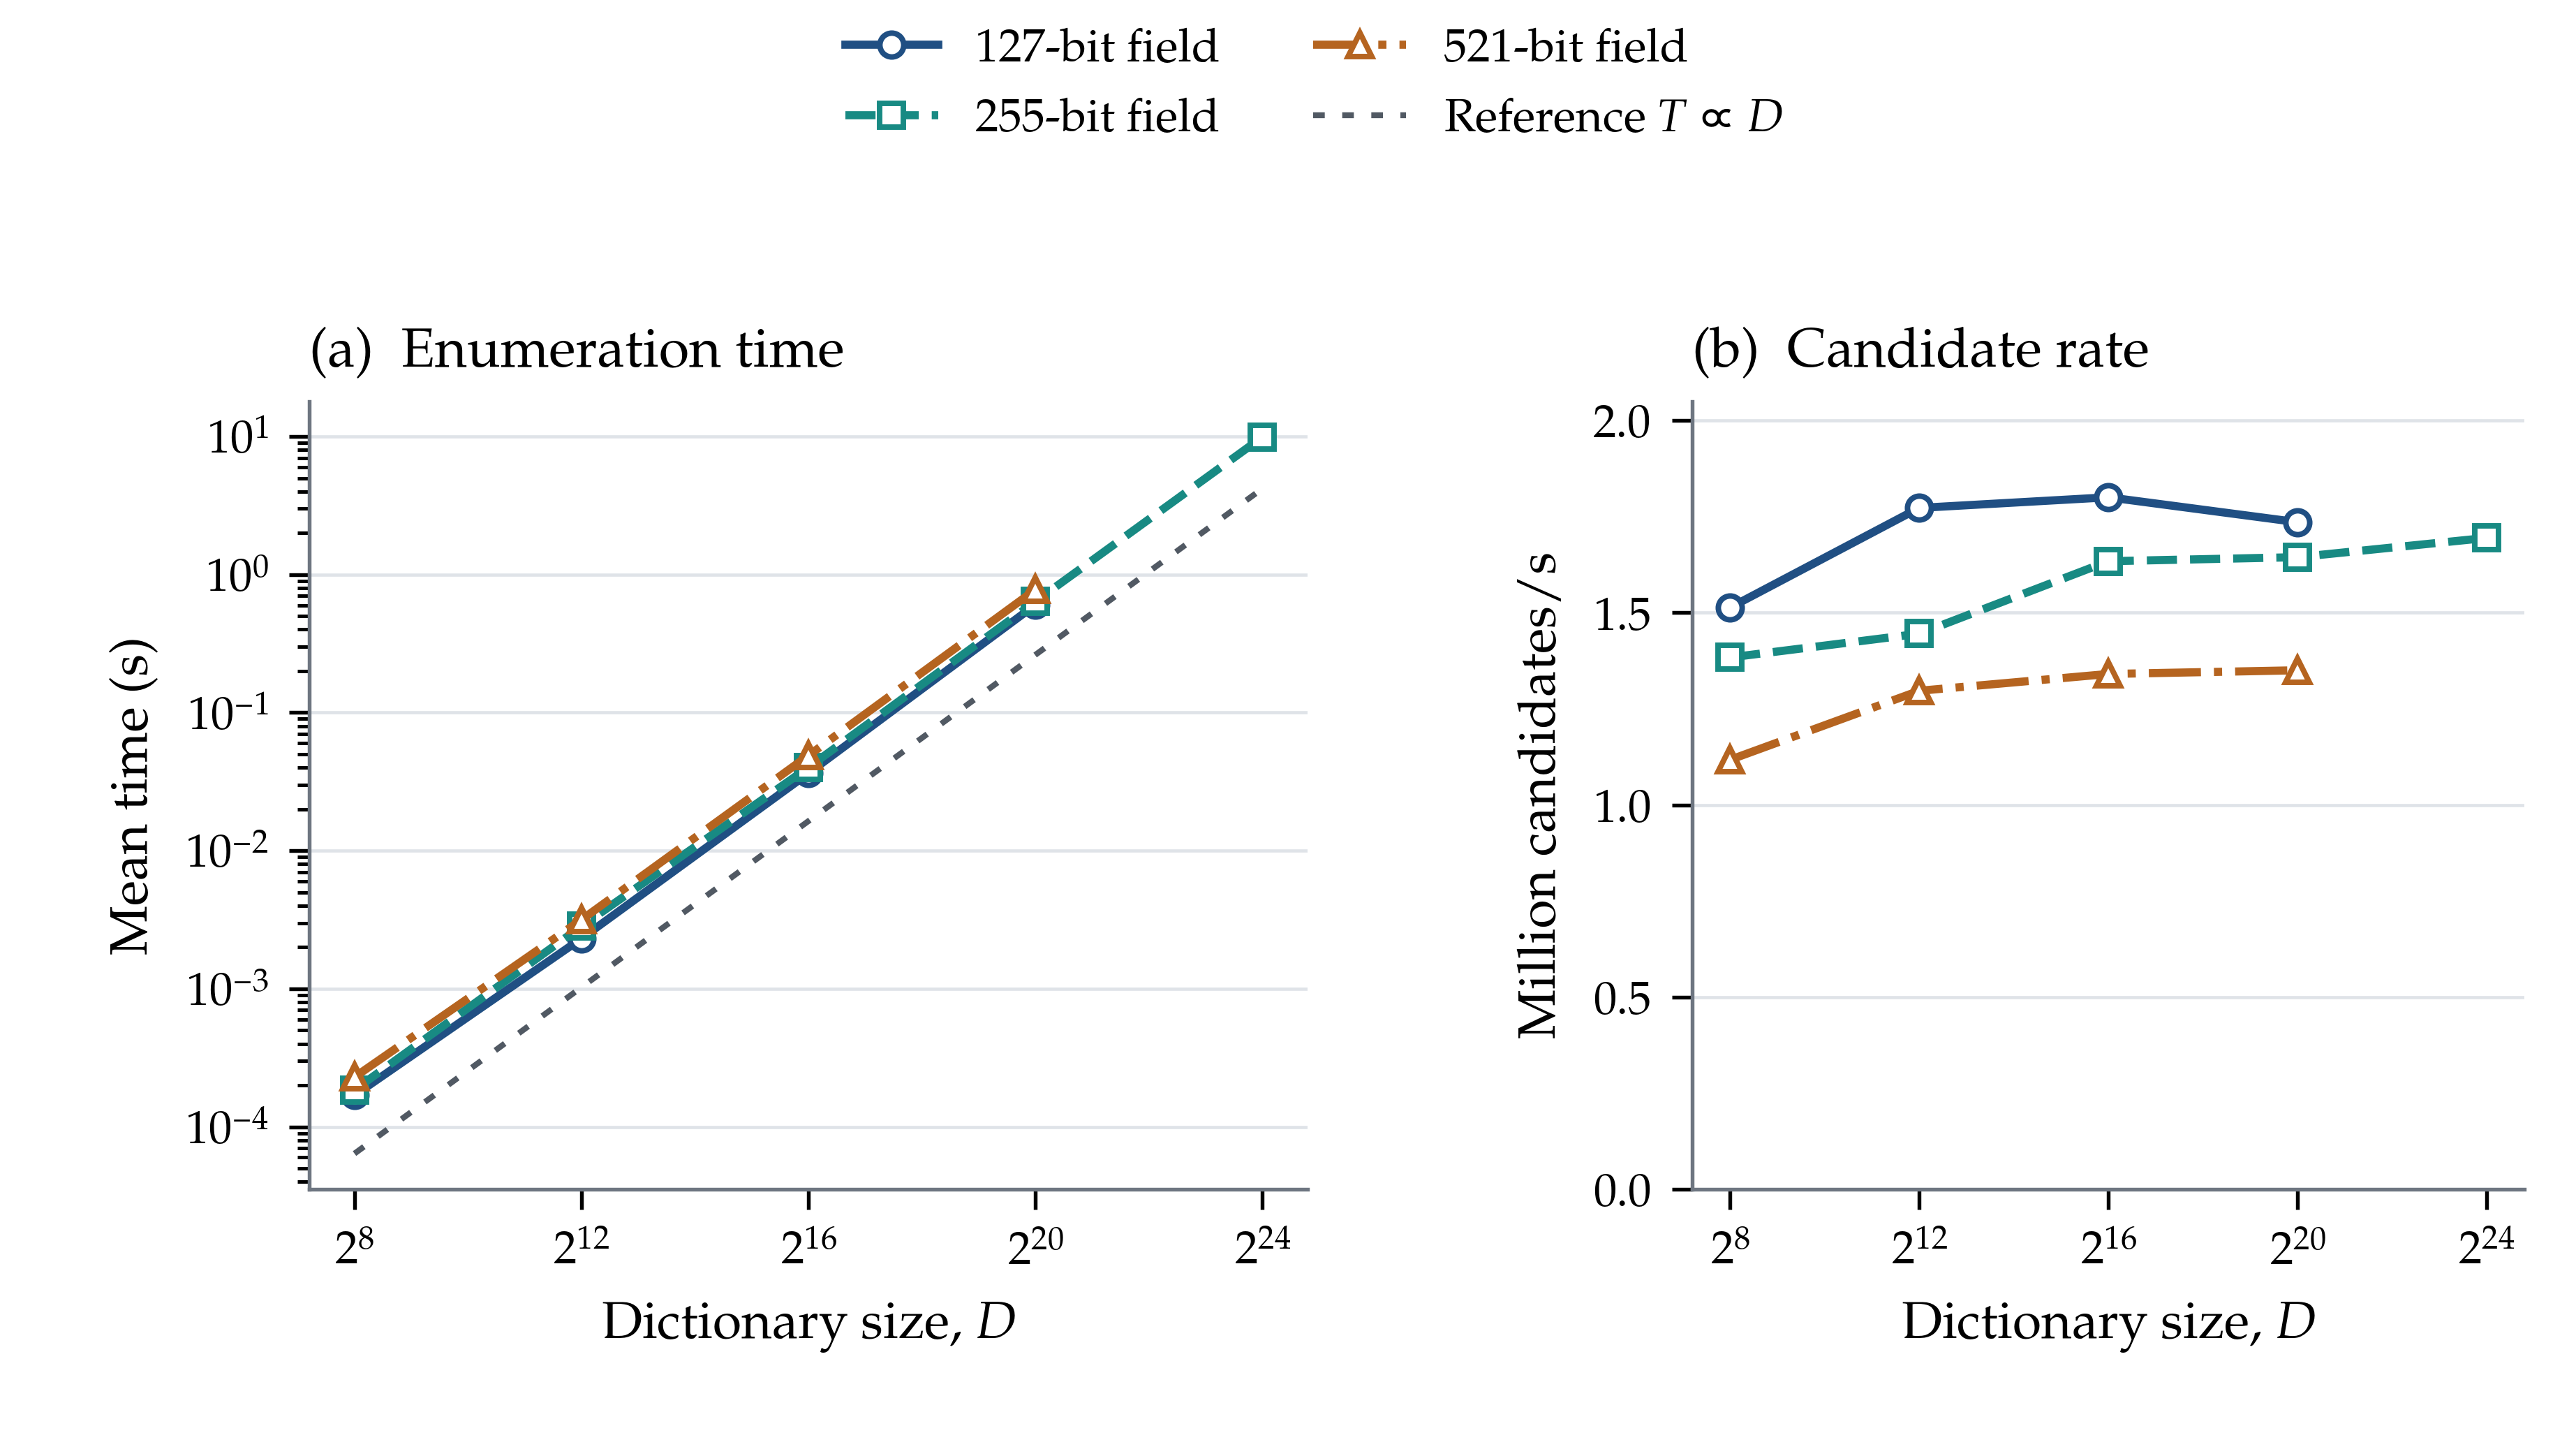 127-bit field
255-bit field
521-bit field
Reference T ∝ D
(a) Enumeration time
Mean time (s)
10¹
10⁰
10⁻¹
10⁻²
10⁻³
10⁻⁴
2⁸ 2¹² 2¹⁶ 2²⁰ 2²⁴
Dictionary size, D
(b) Candidate rate
Million candidates/s
2.0
1.5
1.0
0.5
0.0
2⁸ 2¹² 2¹⁶ 2²⁰ 2²⁴
Dictionary size, D